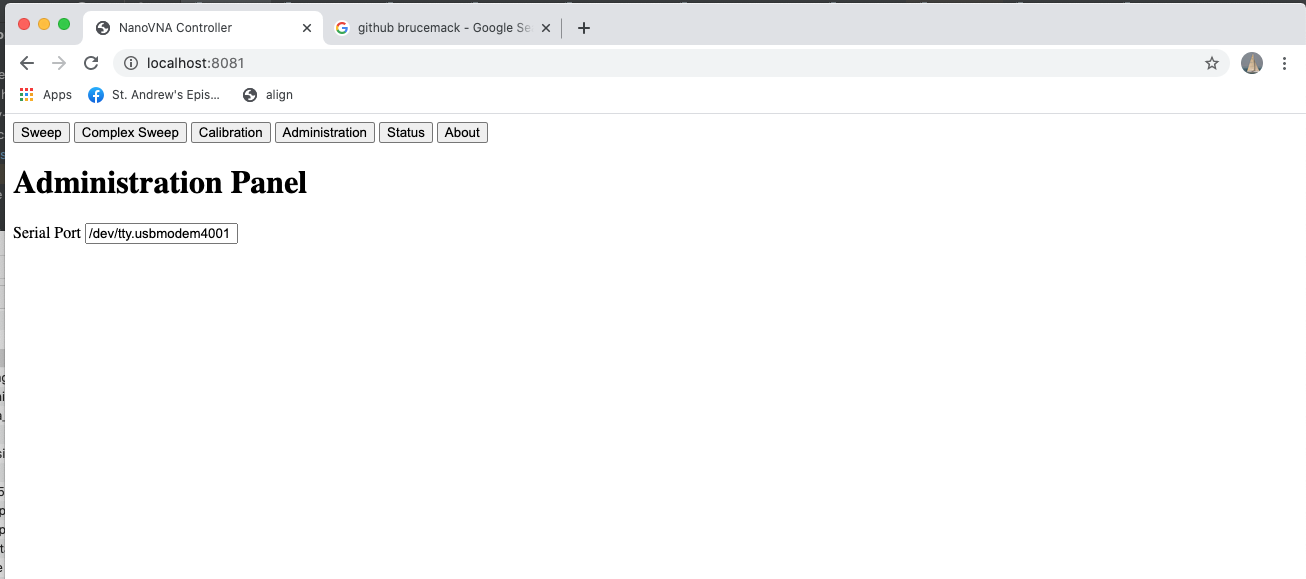 NanoVNA Controller
github brucemack - Google Se
localhost:8081
Apps St. Andrew's Epis... align
Sweep Complex Sweep Calibration Administration Status About
Administration Panel
Serial Port /dev/tty.usbmodem4001